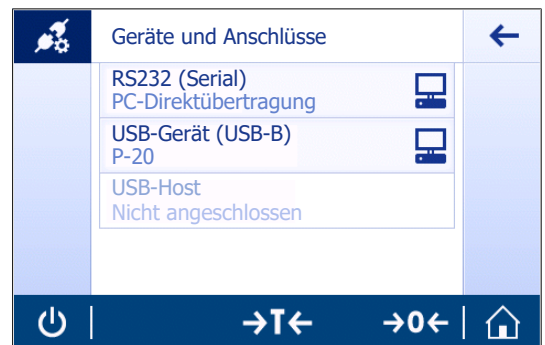 Geräte und Anschlüsse
RS232 (Serial)
PC-Direktübertragung
USB-Gerät (USB-B)
P-20
USB-Host
Nicht angeschlossen
→T← →0←